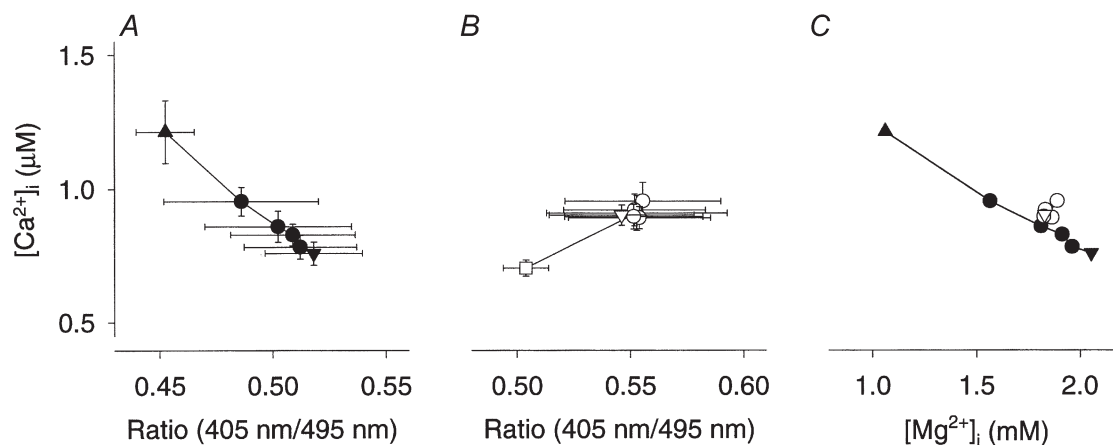 A
B
C
1.5
1.0
0.5
[Ca²⁺]ᵢ (μM)
0.45 0.50 0.55
0.50 0.55 0.60
1.0 1.5 2.0
Ratio (405 nm/495 nm)
Ratio (405 nm/495 nm)
[Mg²⁺]ᵢ (mM)